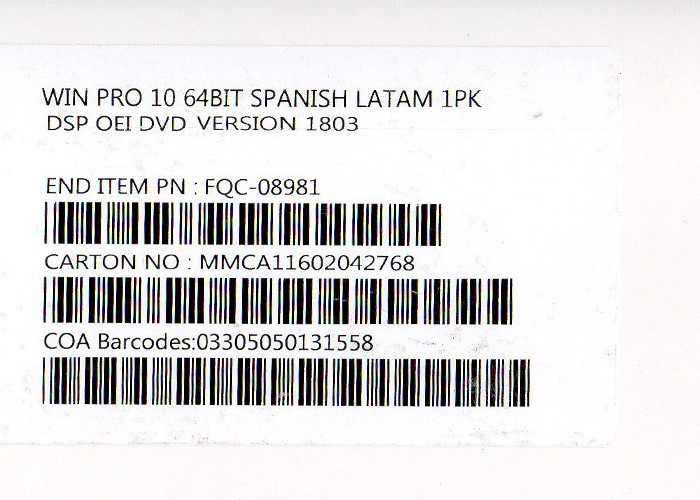 WIN PRO 10 64BIT SPANISH LATAM 1PK
DSP OEI DVD VERSION 1803
END ITEM PN : FQC-08981
CARTON NO : MMCA11602042768
COA Barcodes:03305050131558